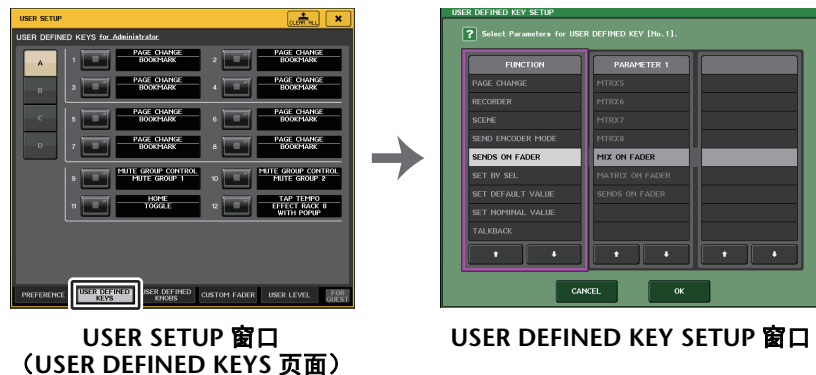 USER SETUP
CLEAR ALL
×
USER DEFINED KEYS for Administrator
A
B
C
D
1 PAGE CHANGE BOOKMARK
2 PAGE CHANGE BOOKMARK
3 PAGE CHANGE BOOKMARK
4 PAGE CHANGE BOOKMARK
5 PAGE CHANGE BOOKMARK
6 PAGE CHANGE BOOKMARK
7 PAGE CHANGE BOOKMARK
8 PAGE CHANGE BOOKMARK
9 MUTE GROUP CONTROL MUTE GROUP 1
10 MUTE GROUP CONTROL MUTE GROUP 2
11 HOME TOGGLE
12 TAP TEMPO EFFECT RACK 8 WITH POPUP
PREFERENCE
USER DEFINED KEYS
USER DEFINED KNOBS
CUSTOM FADER
USER LEVEL
FOR GUEST
USER SETUP 窗口
（USER DEFINED KEYS 页面）
USER DEFINED KEY SETUP
? Select Parameters for USER DEFINED KEY [No.1].
FUNCTION
PAGE CHANGE
RECORDER
SCENE
SEND ENCODER MODE
SENDS ON FADER
SET BY SEL
SET DEFAULT VALUE
SET NOMINAL VALUE
TALKBACK
PARAMETER 1
MTRX5
MTRX6
MTRX7
MTRX8
MIX ON FADER
MATRIX ON FADER
SENDS ON FADER
CANCEL
OK
USER DEFINED KEY SETUP 窗口